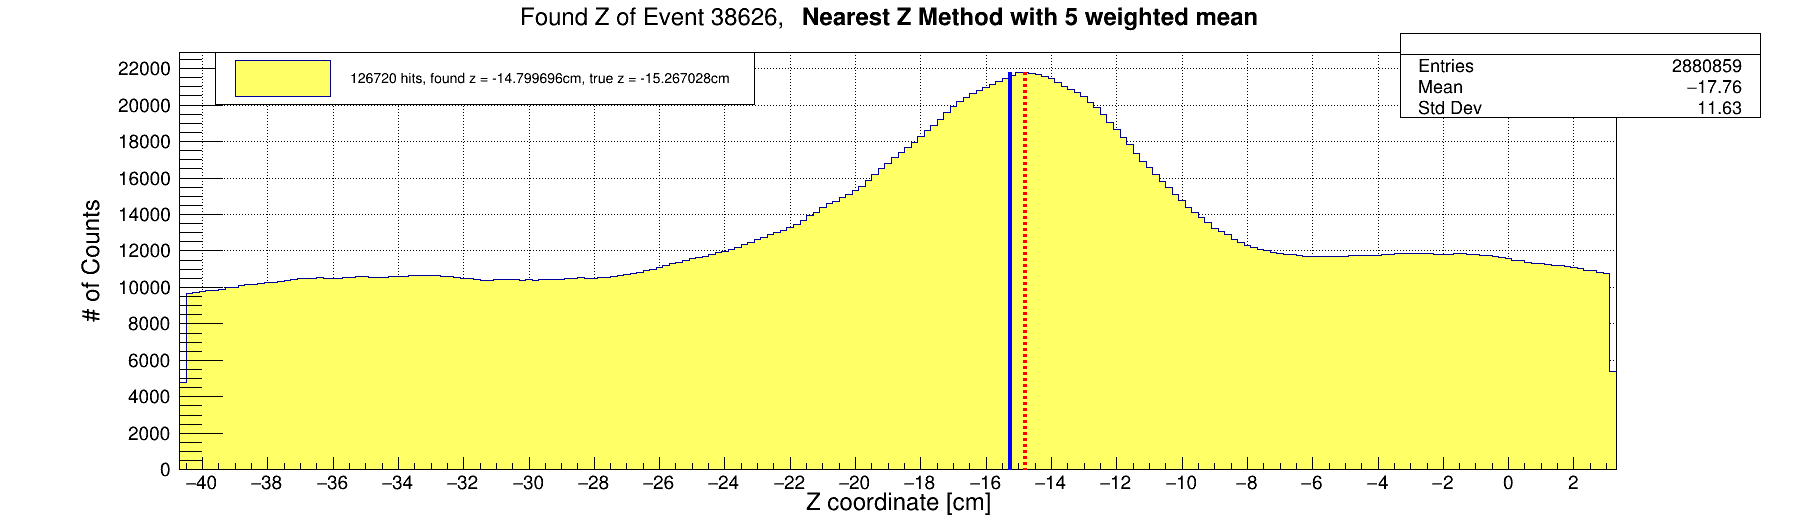 Found Z of Event 38626, Nearest Z Method with 5 weighted mean
126720 hits, found z = -14.799696cm, true z = -15.267028cm
Entries 2880859
Mean −17.76
Std Dev 11.63
# of Counts
22000
20000
18000
16000
14000
12000
10000
8000
6000
4000
2000
0
−40 −38 −36 −34 −32 −30 −28 −26 −24 −22 −20 −18 −16 −14 −12 −10 −8 −6 −4 −2 0 2
Z coordinate [cm]